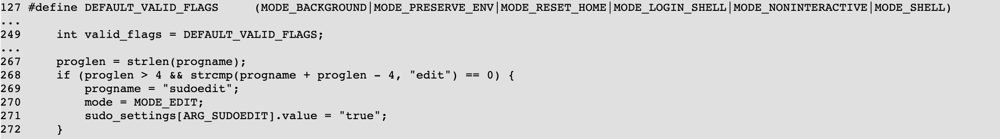 127 #define DEFAULT_VALID_FLAGS     (MODE_BACKGROUND|MODE_PRESERVE_ENV|MODE_RESET_HOME|MODE_LOGIN_SHELL|MODE_NONINTERACTIVE|MODE_SHELL)
...
249     int valid_flags = DEFAULT_VALID_FLAGS;
...
267     proglen = strlen(progname);
268     if (proglen > 4 && strcmp(progname + proglen - 4, "edit") == 0) {
269         progname = "sudoedit";
270         mode = MODE_EDIT;
271         sudo_settings[ARG_SUDOEDIT].value = "true";
272     }